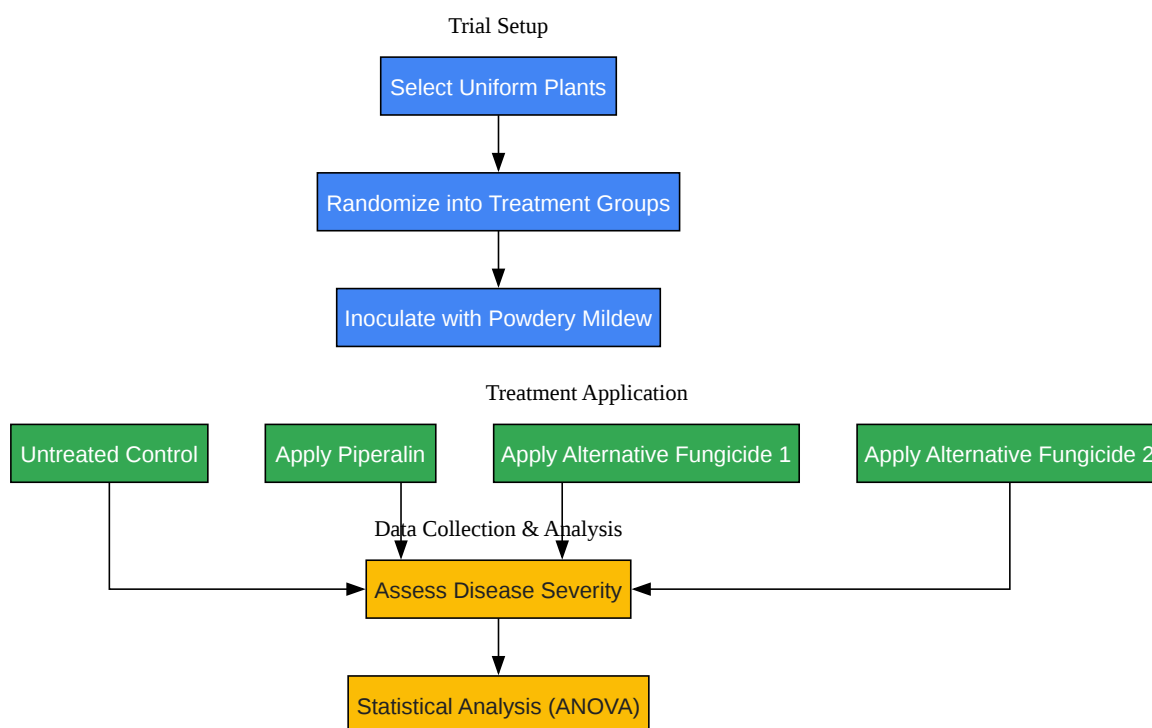 Trial Setup
Select Uniform Plants
Randomize into Treatment Groups
Inoculate with Powdery Mildew
Treatment Application
Untreated Control
Apply Piperalin
Apply Alternative Fungicide 1
Apply Alternative Fungicide 2
Data Collection & Analysis
Assess Disease Severity
Statistical Analysis (ANOVA)